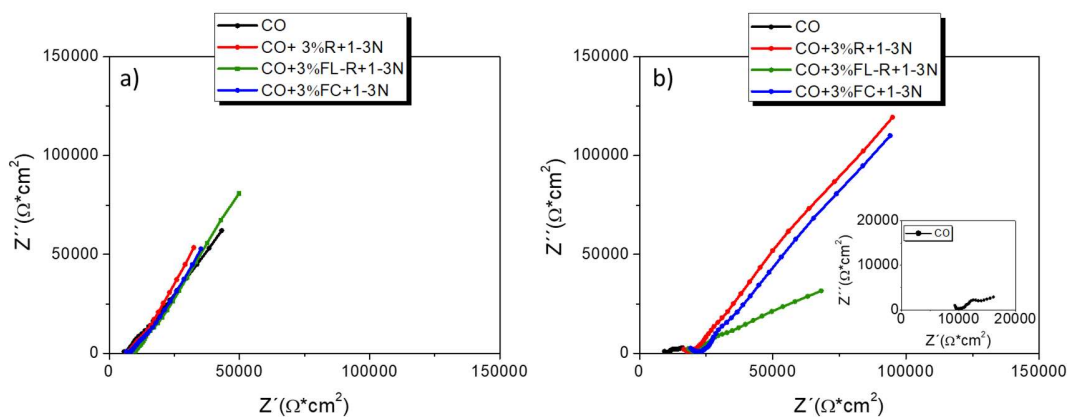 CO
CO+ 3%R+1-3N
CO+3%FL-R+1-3N
CO+3%FC+1-3N
a)
150000
100000
50000
0
Z´´(Ω*cm²)
0
50000
100000
150000
Z´(Ω*cm²)
CO
CO+3%R+1-3N
CO+3%FL-R+1-3N
CO+3%FC+1-3N
b)
150000
100000
50000
0
Z´´(Ω*cm²)
0
50000
100000
150000
Z´(Ω*cm²)
CO
20000
10000
0
Z´´(Ω*cm²)
0
10000
20000
Z´(Ω*cm²)